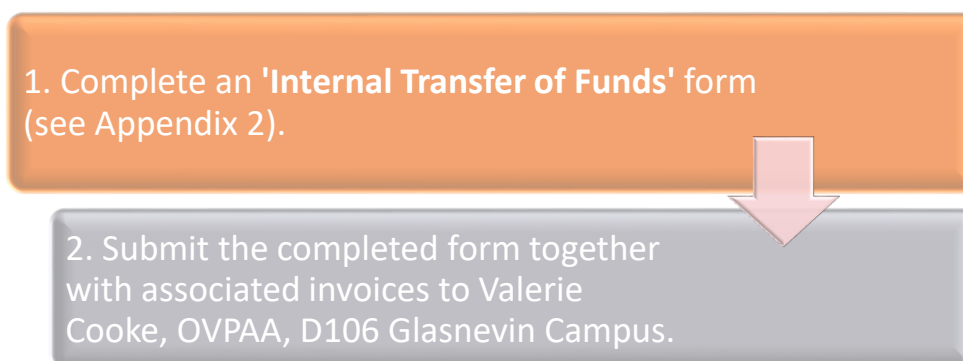 1. Complete an 'Internal Transfer of Funds' form
(see Appendix 2).
2. Submit the completed form together
with associated invoices to Valerie
Cooke, OVPAA, D106 Glasnevin Campus.